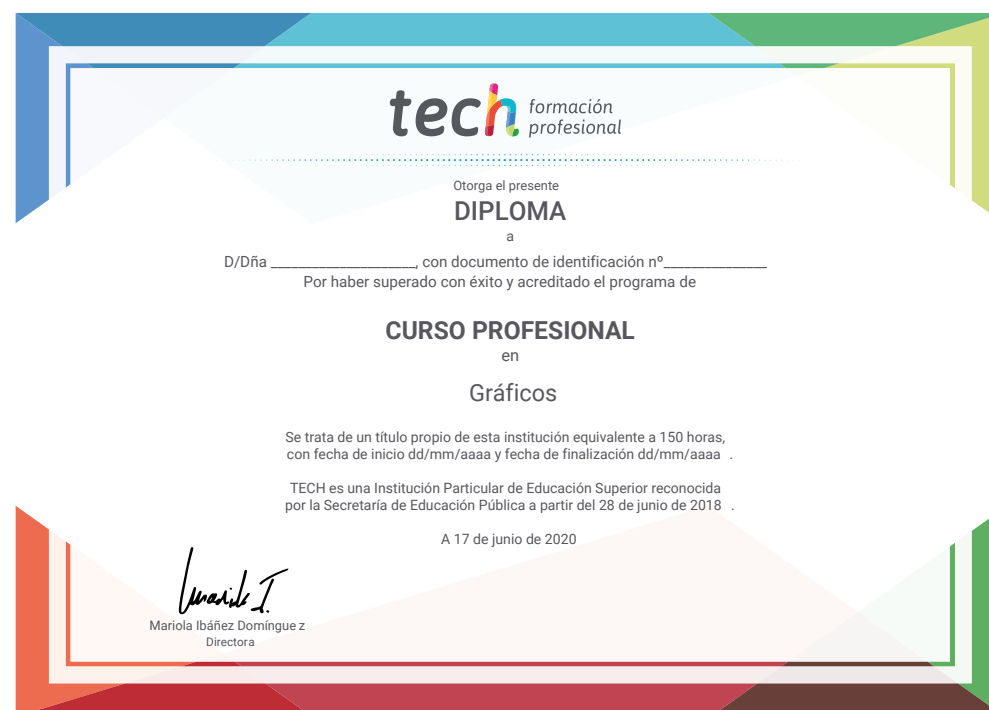 tech formación
profesional
Otorga el presente
DIPLOMA
a
D/Dña _________________, con documento de identificación nº____________
Por haber superado con éxito y acreditado el programa de
CURSO PROFESIONAL
en
Gráficos
Se trata de un título propio de esta institución equivalente a 150 horas,
con fecha de inicio dd/mm/aaaa y fecha de finalización dd/mm/aaaa .
TECH es una Institución Particular de Educación Superior reconocida
por la Secretaría de Educación Pública a partir del 28 de junio de 2018 .
A 17 de junio de 2020
Mariola Ibáñez Domíngue z
Directora